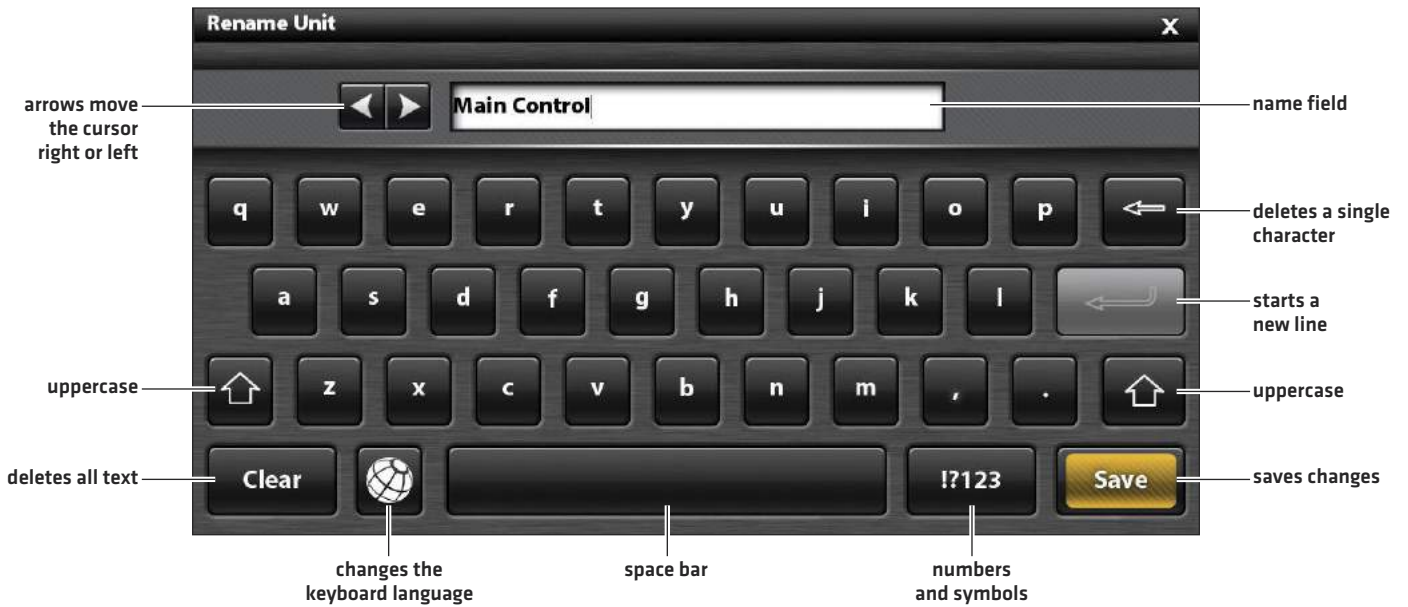 Rename Unit
X
arrows move
the cursor
right or left
Main Control
name field
q w e r t y u i o p
deletes a single
character
a s d f g h j k l
starts a
new line
uppercase
z x c v b n m , .
uppercase
deletes all text
Clear
!?123
Save
saves changes
changes the
keyboard language
space bar
numbers
and symbols